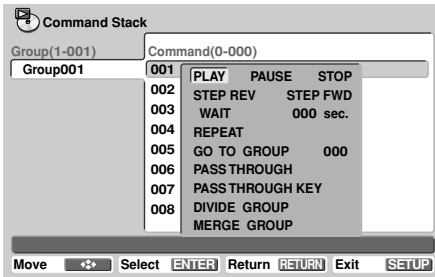 Command Stack
Group(1-001) Command(0-000)
Group001
001 PLAY PAUSE STOP
002 STEP REV STEP FWD
003 WAIT 000 sec.
004 REPEAT
005 GO TO GROUP 000
006 PASS THROUGH
007 PASS THROUGH KEY
008 DIVIDE GROUP
MERGE GROUP
Move Select ENTER Return RETURN Exit SETUP